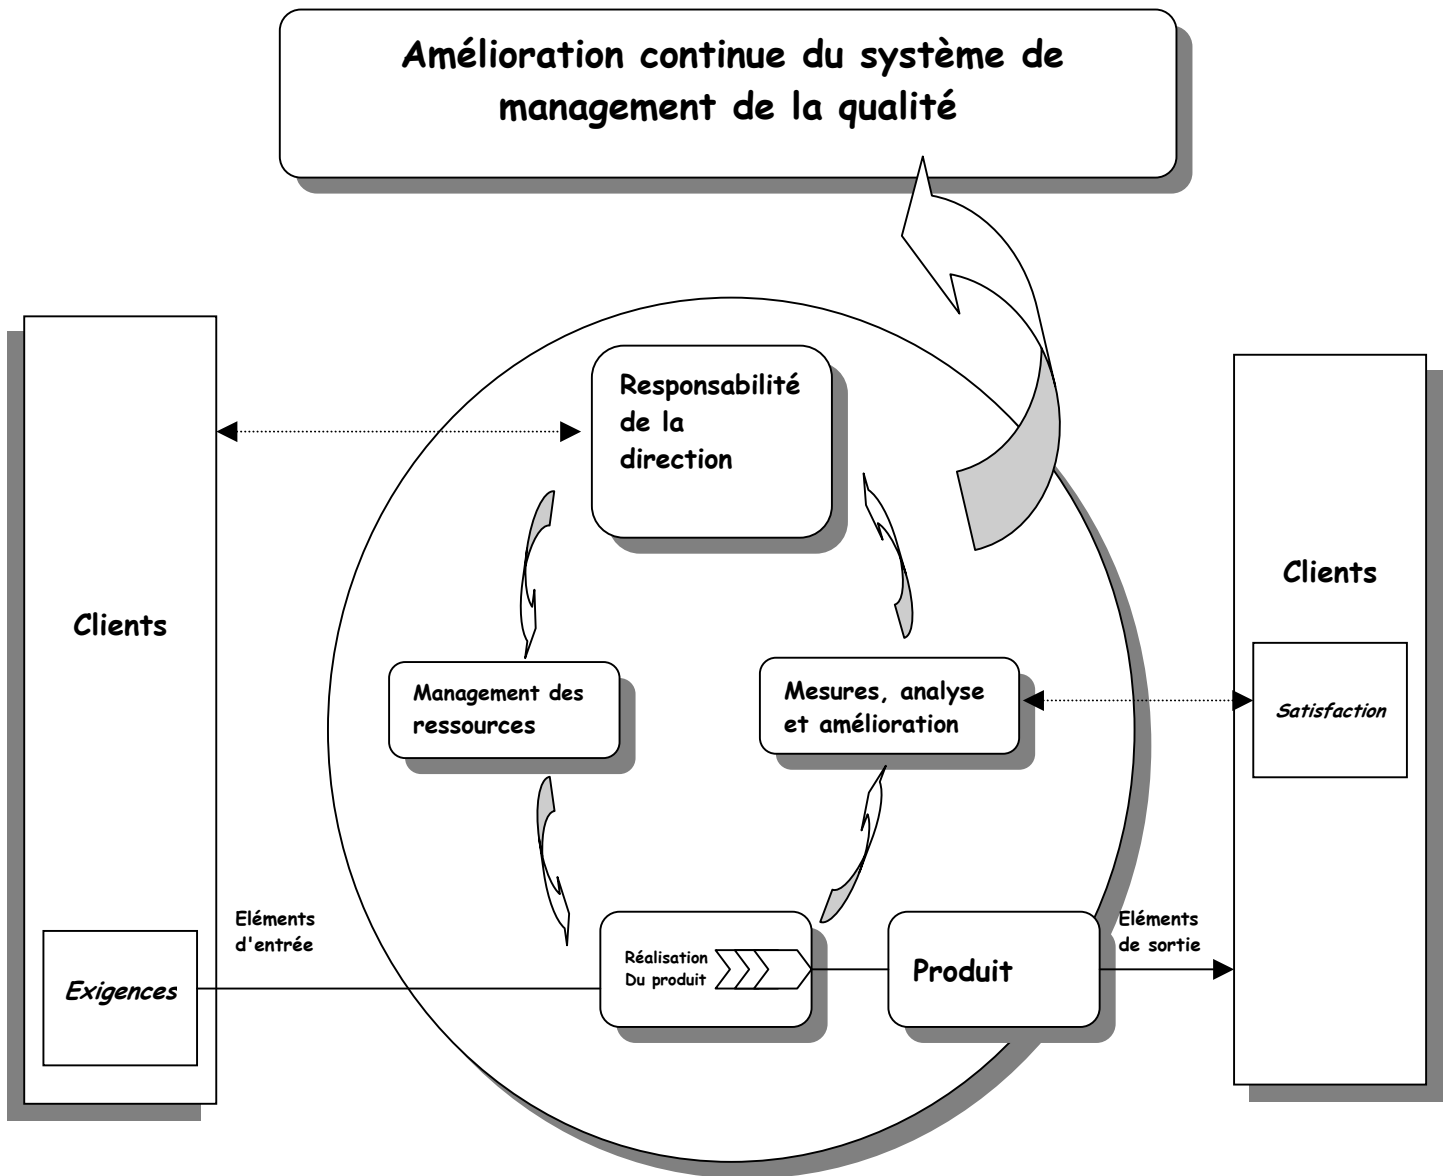 Amélioration continue du système de
management de la qualité
Responsabilité
de la
direction
Clients
Clients
Management des
ressources
Mesures, analyse
et amélioration
Satisfaction
Eléments
d'entrée
Exigences
Réalisation
Du produit
Produit
Eléments
de sortie